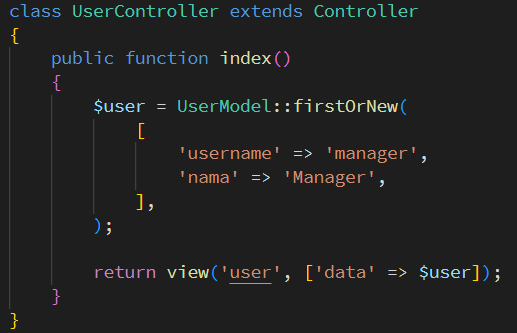 class UserController extends Controller
{
    public function index()
    {
        $user = UserModel::firstOrNew(
            [
                'username' => 'manager',
                'nama' => 'Manager',
            ],
        );

        return view('user', ['data' => $user]);
    }
}